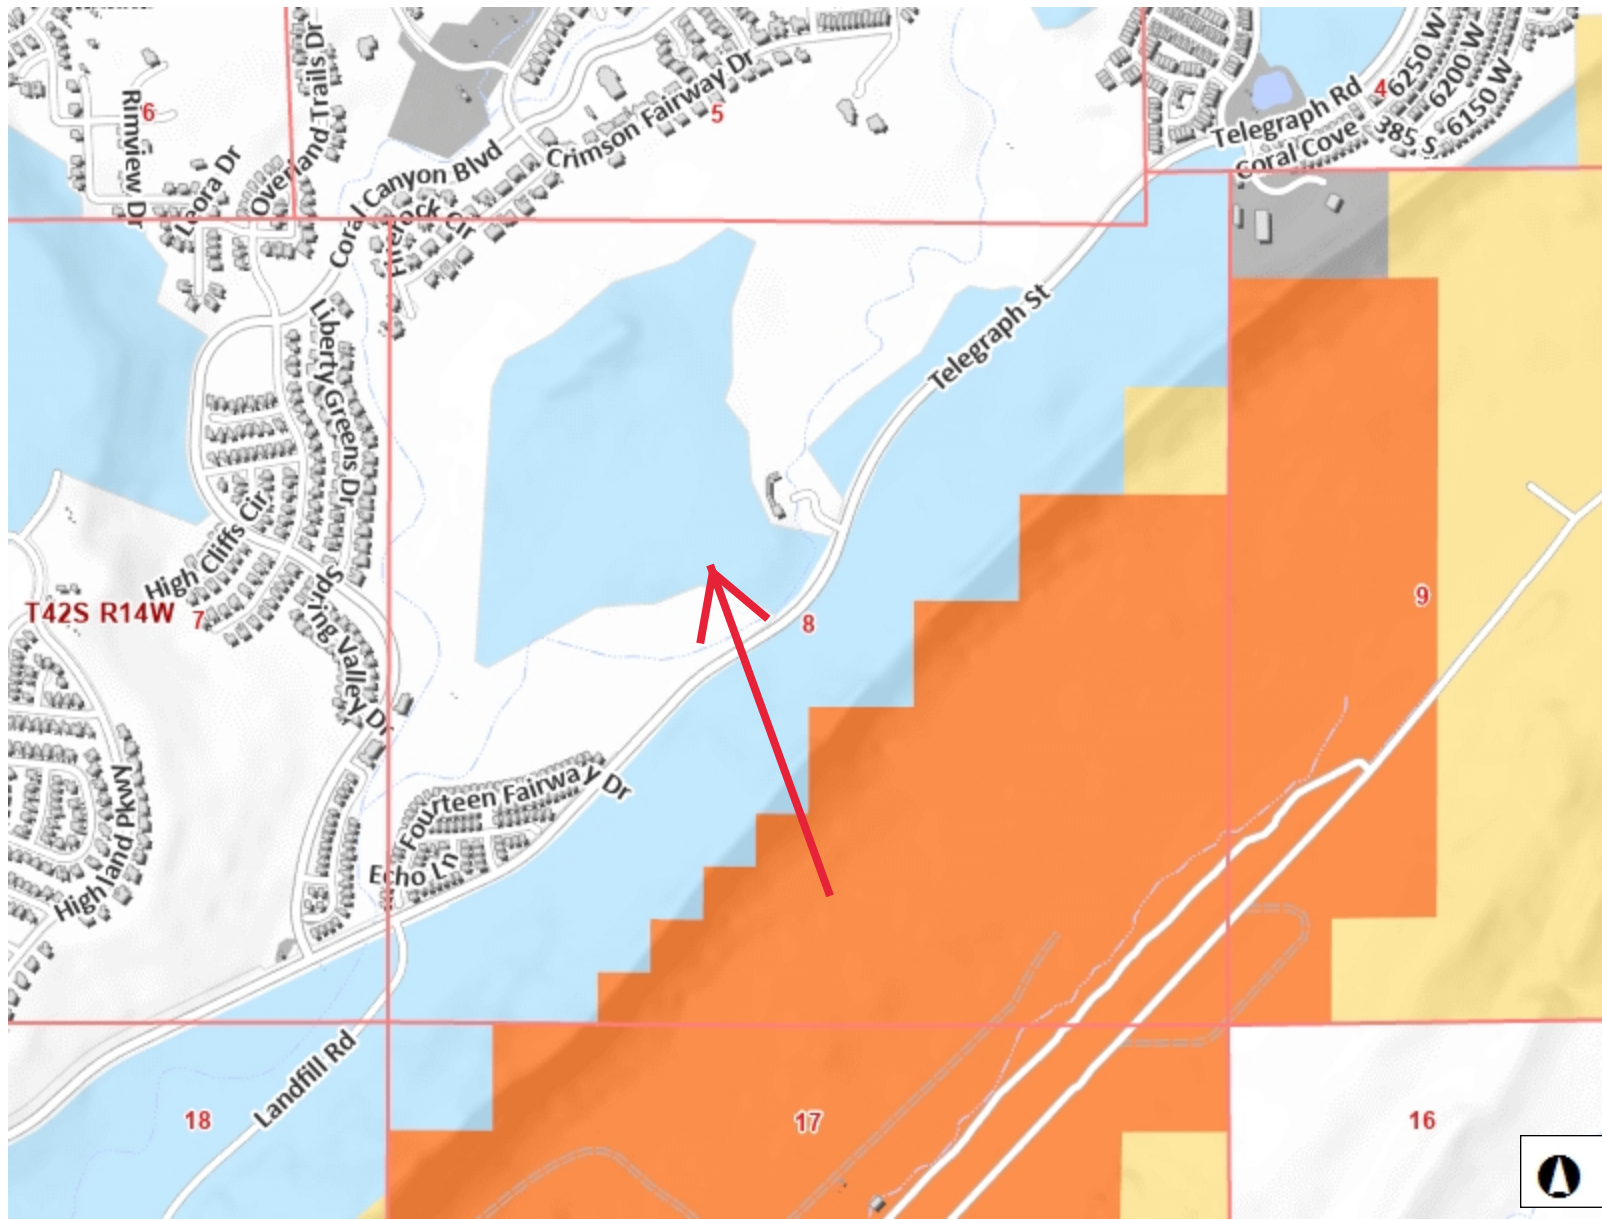 Trails Dr
Overland
6
Rimview Dr
Leora Dr
Coral Canyon Blvd
Crimson Fairway Dr
5
Telegraph Rd
4
6250 W
6200 W
6150 W
385 S
Coral Cove
Liberty Greens Dr
Telegraph St
High Cliffs Cir
T42S R14W
7
Spring Valley Dr
8
9
Highland Pkwy
Fourteen Fairway Dr
Echo Ln
Landfill Rd
18
17
16